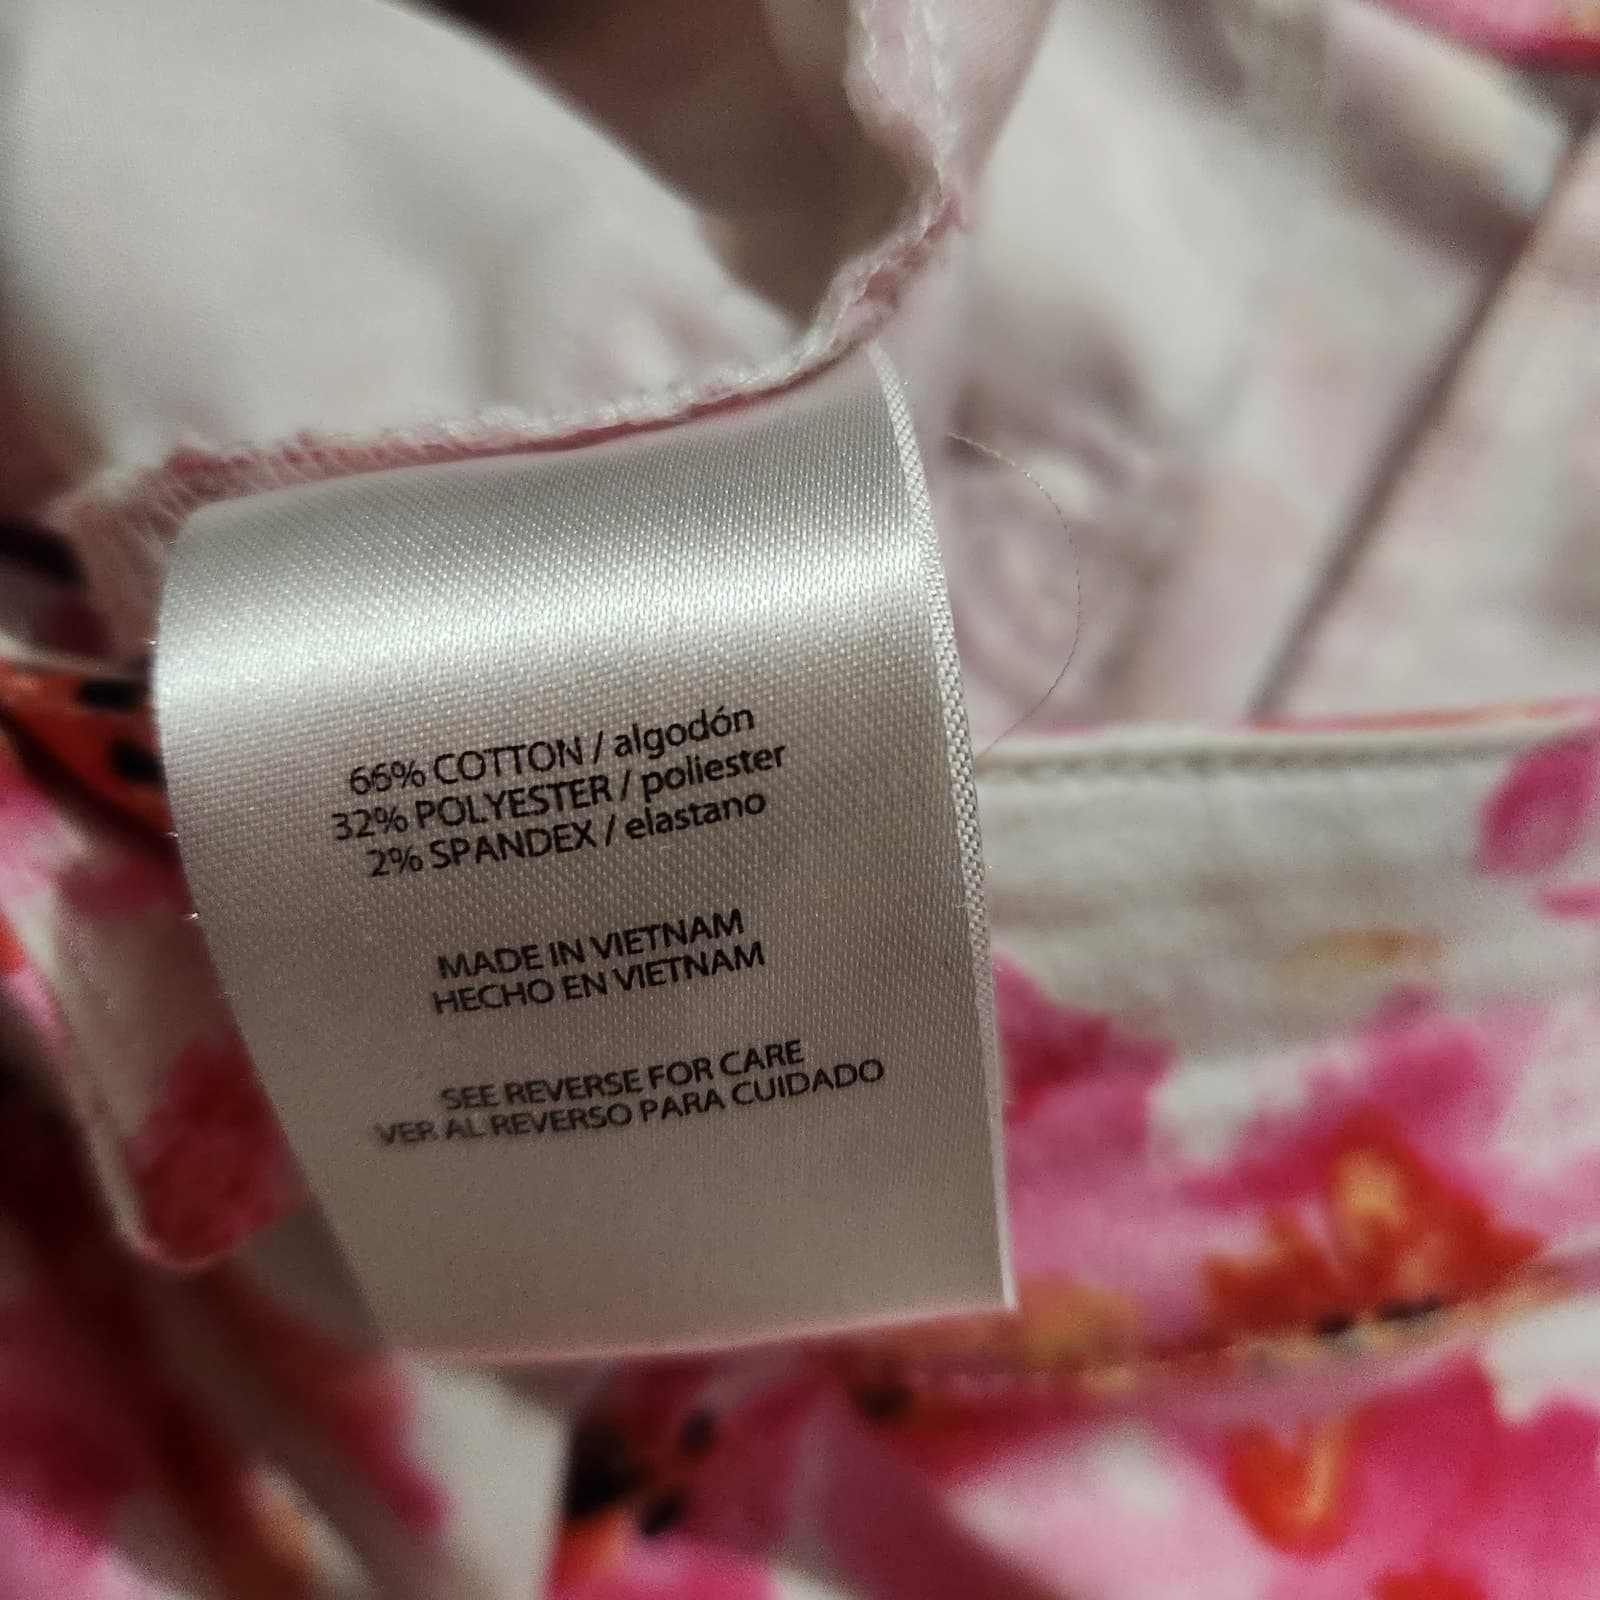 66% COTTON / algodón
32% POLYESTER / poliester
2% SPANDEX / elastano
MADE IN VIETNAM
HECHO EN VIETNAM
SEE REVERSE FOR CARE
VER AL REVERSO PARA CUIDADO